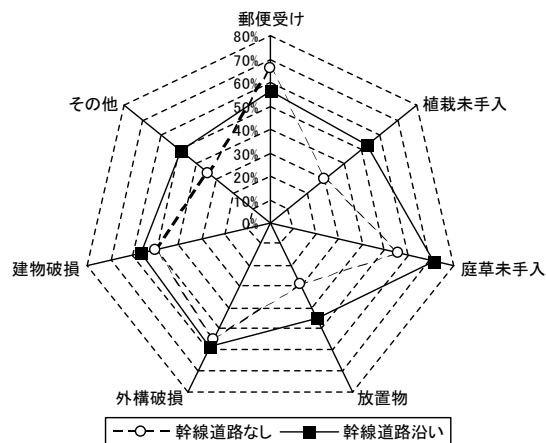 郵便受け
80%
70%
60%
50%
40%
30%
20%
10%
0%
その他
植栽未手入
建物破損
庭草未手入
外構破損
放置物
幹線道路なし
幹線道路沿い